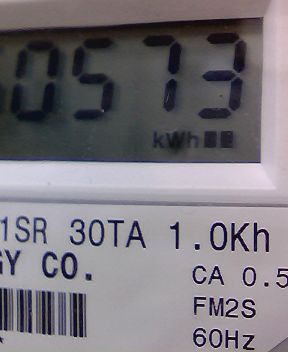 0573
kWh
1SR 30TA 1.0Kh
GY CO.
CA 0.5
FM2S
60Hz